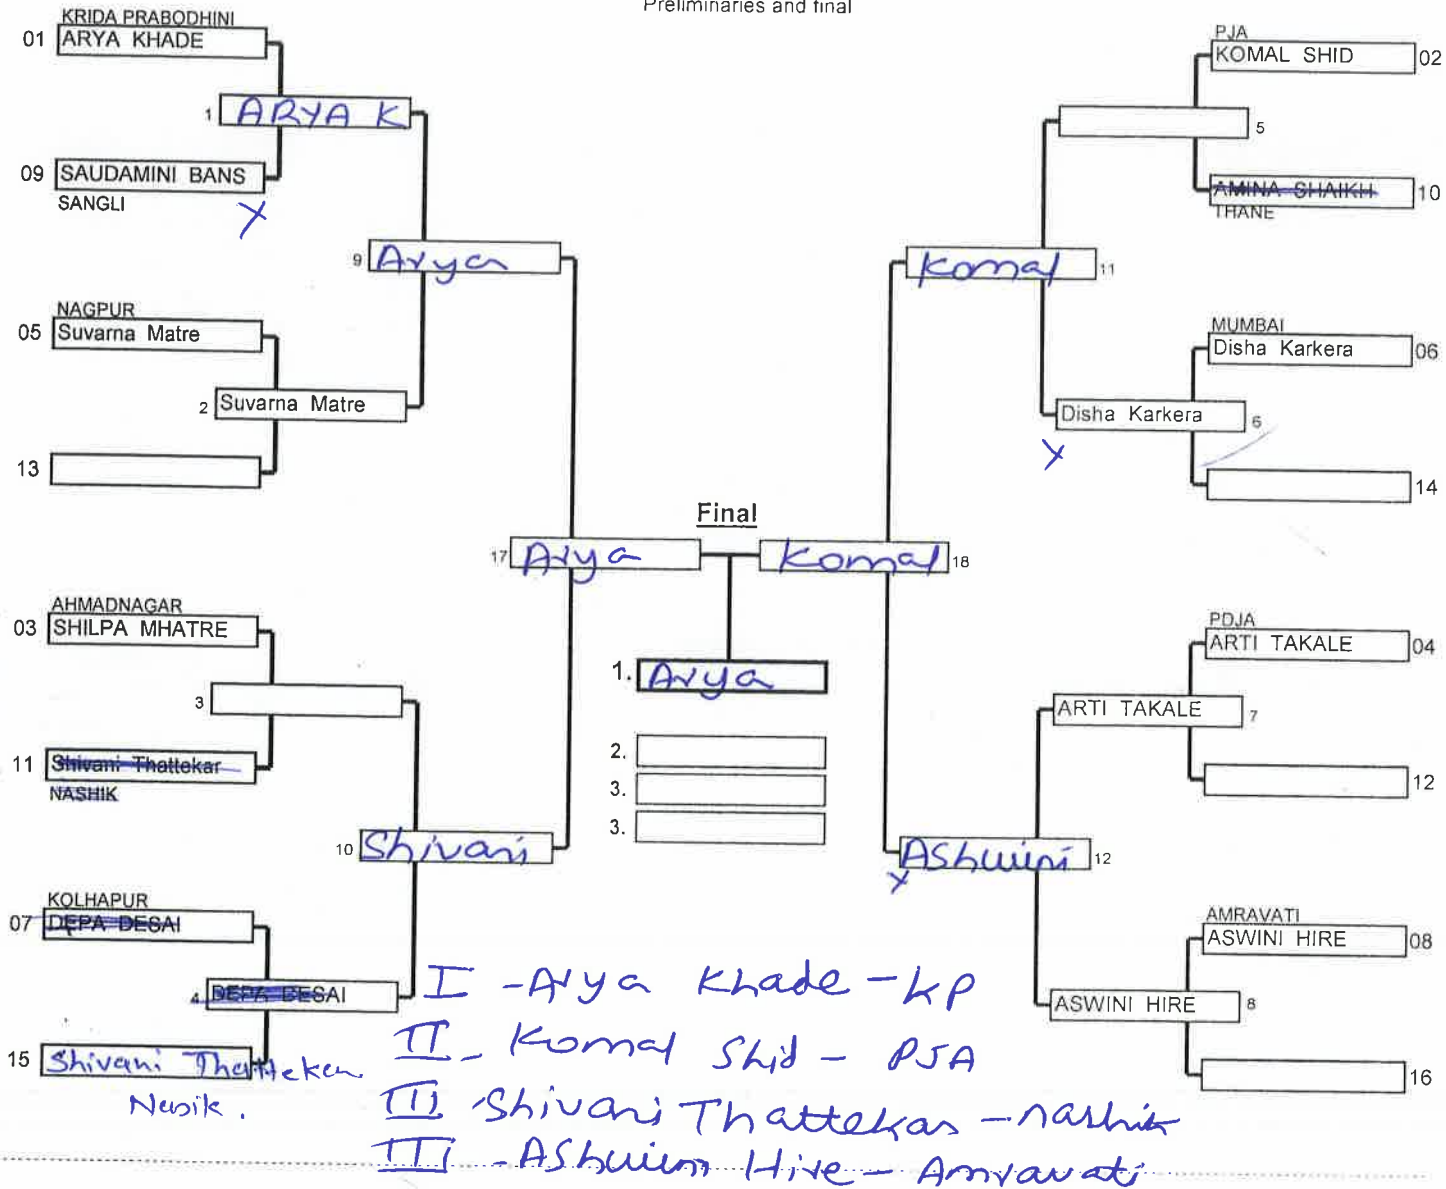 Preliminaries and final
KRIDA PRABODHINI
01 ARYA KHADE
1 ARYA K
09 SAUDAMINI BANS
SANGLI
X
9 Arya
NAGPUR
05 Suvarna Matre
2 Suvarna Matre
13
17 Arya
AHMADNAGAR
03 SHILPA MHATRE
3
11 Shivani Thattekar
NASHIK
10 Shivani
KOLHAPUR
07 DEPA DESAI
4 DEPA DESAI
15 Shivani Thattekar
Nasik.
Final
1. Arya
2.
3.
3.
PJA
KOMAL SHID 02
5
AMINA SHAIKH 10
THANE
Komal 11
MUMBAI
Disha Karkera 06
Disha Karkera 6
X
14
Komal 18
PDJA
ARTI TAKALE 04
ARTI TAKALE 7
12
Ashwini 12
X
AMRAVATI
ASWINI HIRE 08
ASWINI HIRE 8
16
I - Arya Khade - KP
II - Komal Shid - PJA
III Shivani Thattekar - nashik
III - Ashwini Hire - Amravati